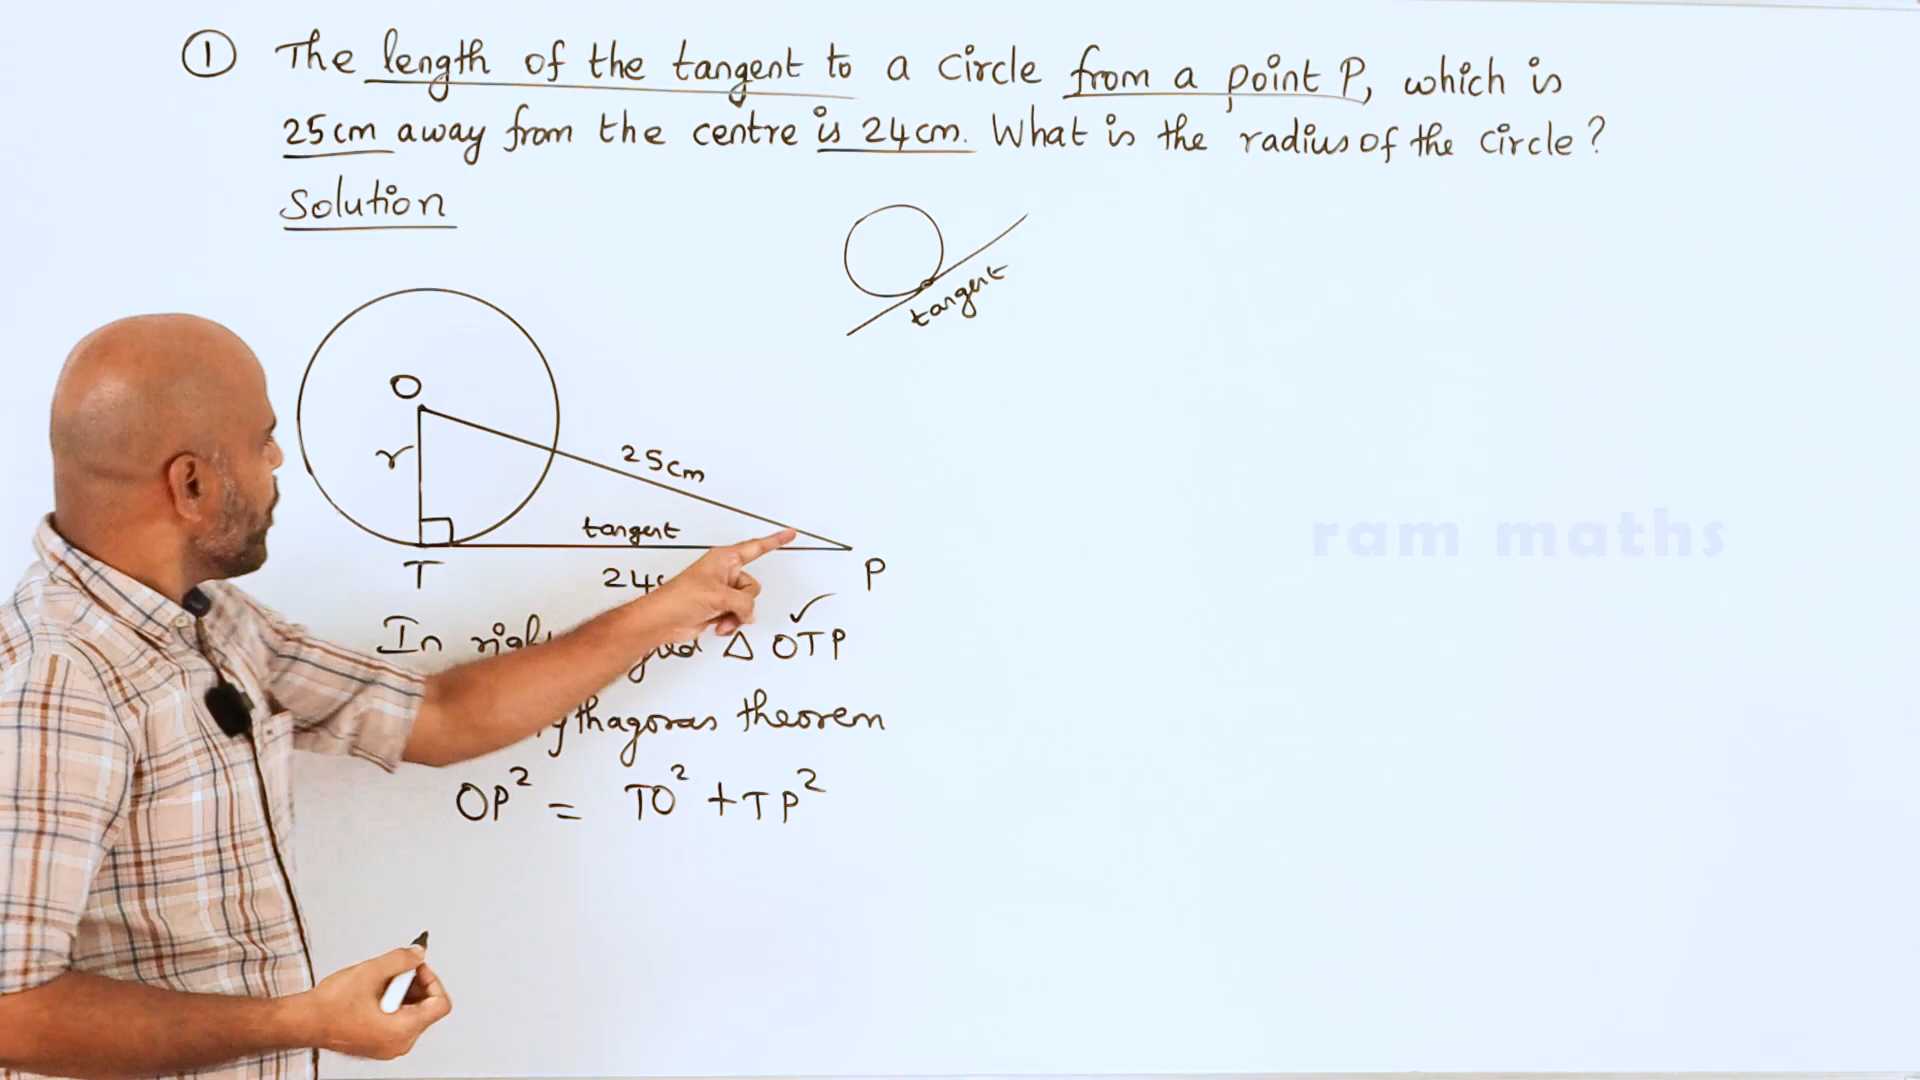 ① The length of the tangent to a circle from a point P, which is
25cm away from the centre is 24cm. What is the radius of the circle?
Solution
tangent
O
r
25cm
tangent
T
P
In △ OTP
theorem
OP² = TO² + TP²
ram maths